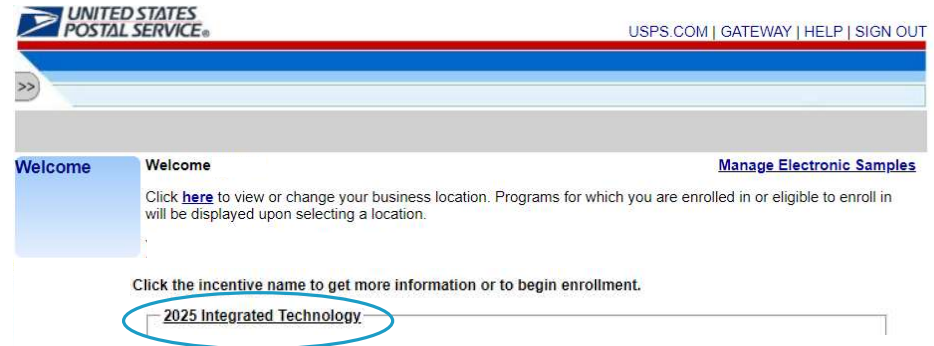 UNITED STATES
POSTAL SERVICE®
USPS.COM | GATEWAY | HELP | SIGN OUT
>>
Welcome
Welcome
Manage Electronic Samples
Click here to view or change your business location. Programs for which you are enrolled in or eligible to enroll in
will be displayed upon selecting a location.
Click the incentive name to get more information or to begin enrollment.
2025 Integrated Technology